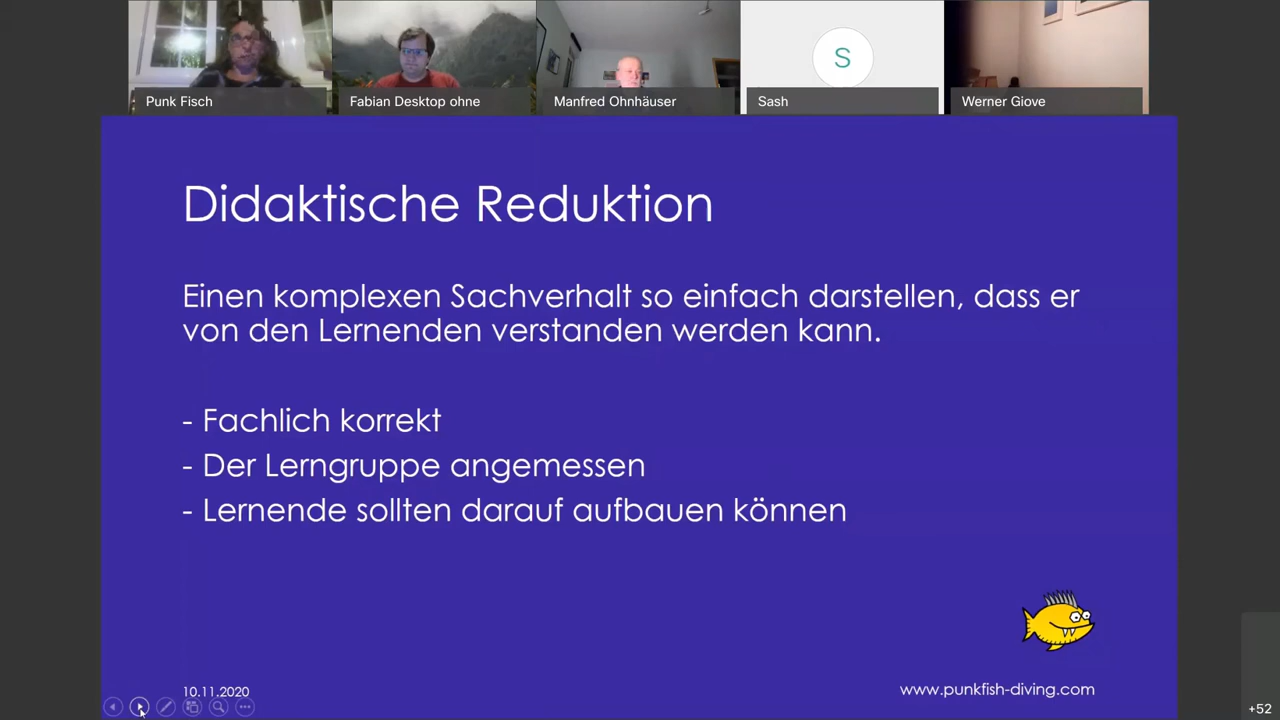 Punk Fisch
Fabian Desktop ohne
Manfred Ohnhäuser
S
Sash
Werner Giove
Didaktische Reduktion
Einen komplexen Sachverhalt so einfach darstellen, dass er
von den Lernenden verstanden werden kann.
- Fachlich korrekt
- Der Lerngruppe angemessen
- Lernende sollten darauf aufbauen können
10.11.2020
www.punkfish-diving.com
+52